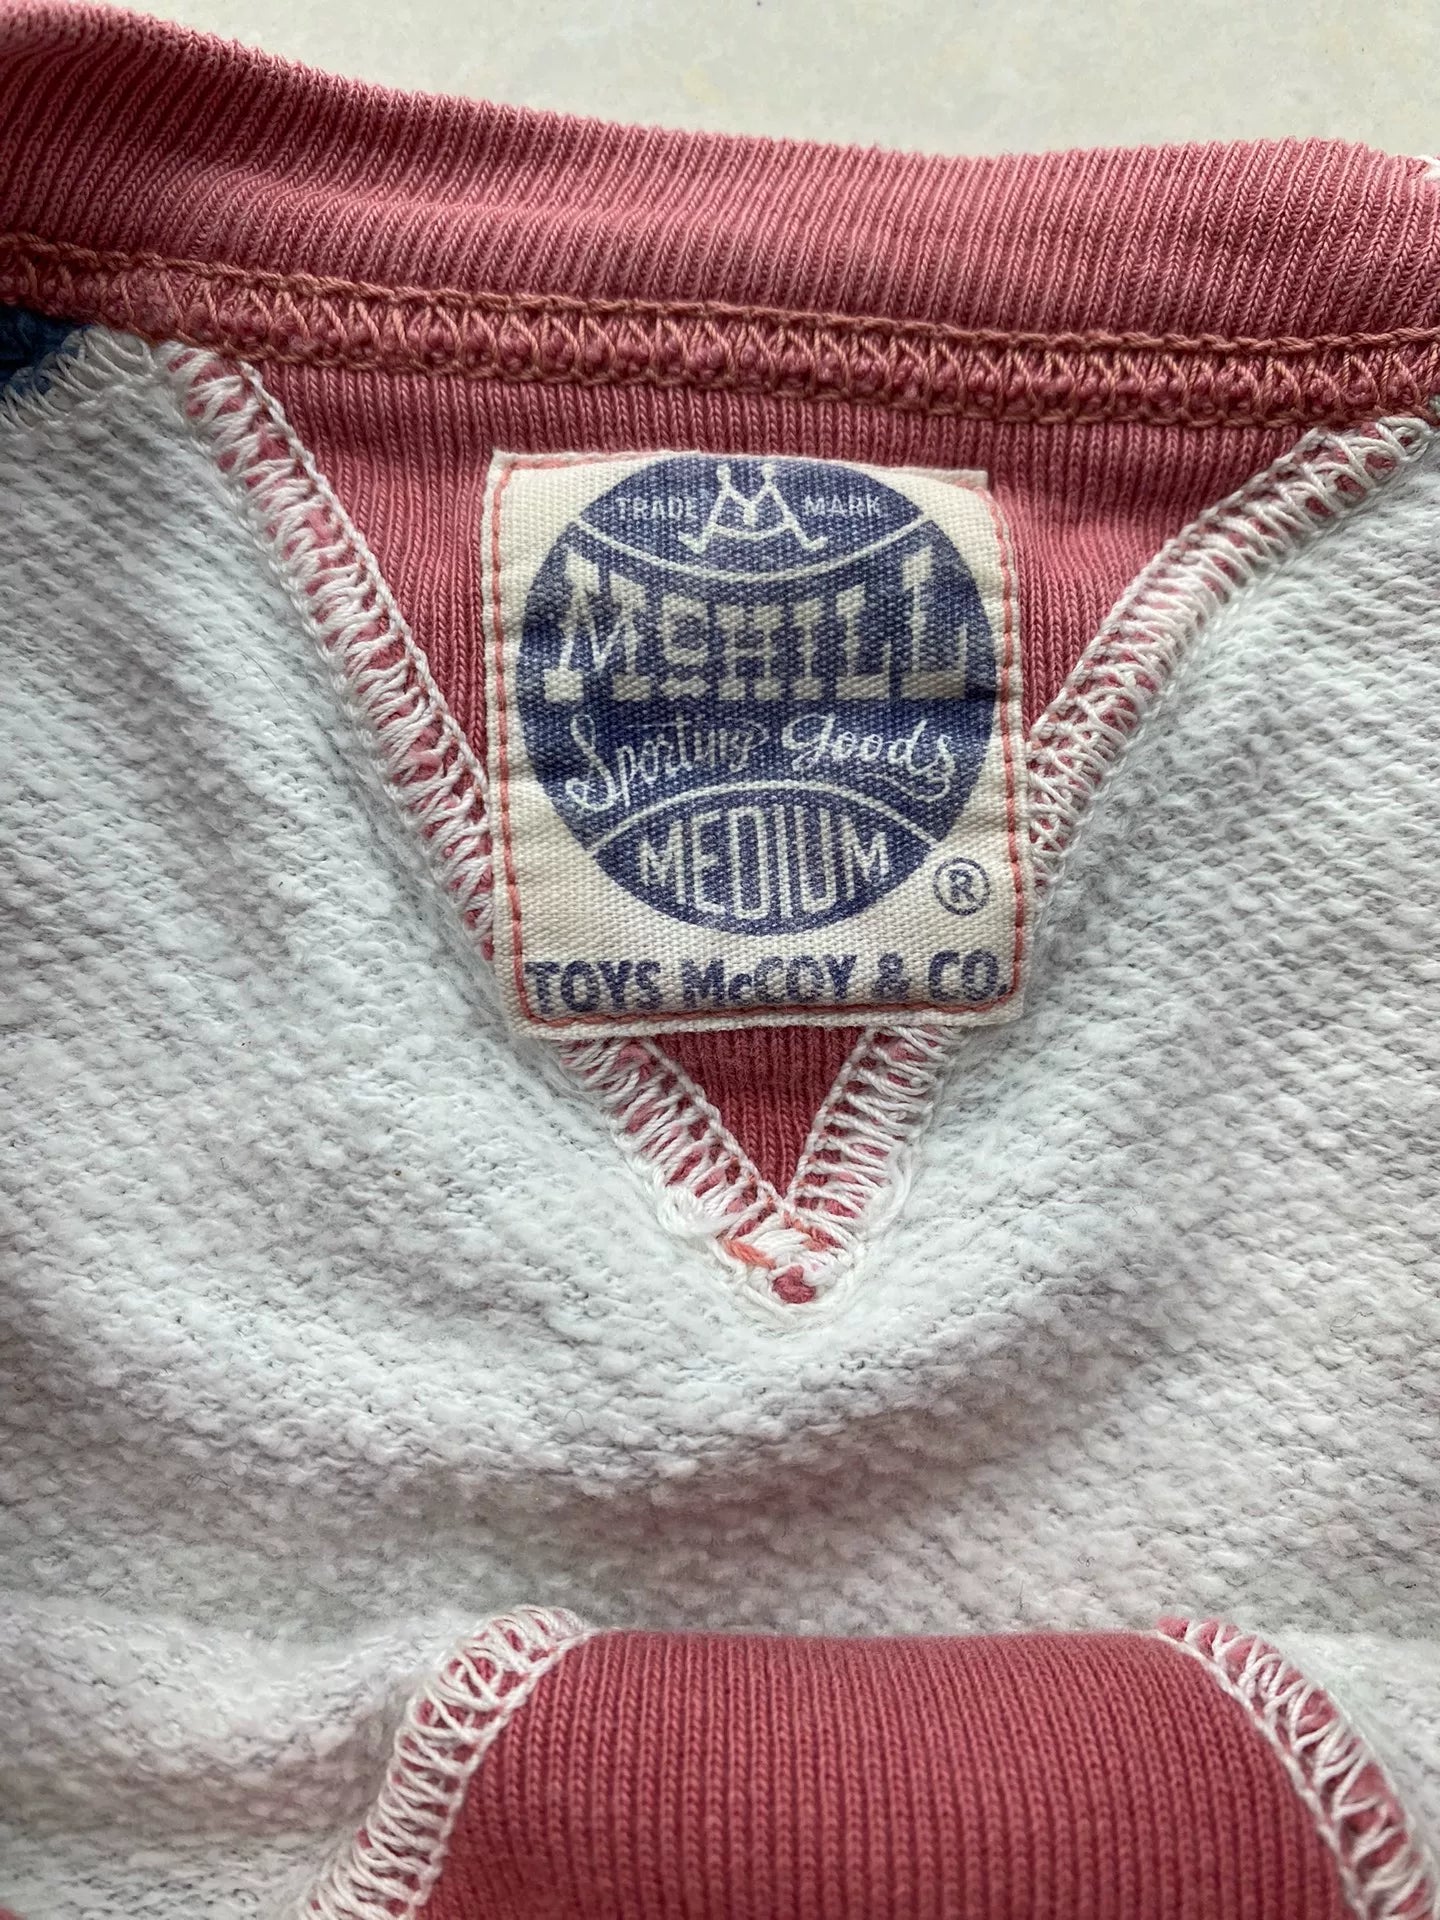 TRADE MARK
McHILL
Sporting Goods
MEDIUM
®
TOYS McCOY & CO.